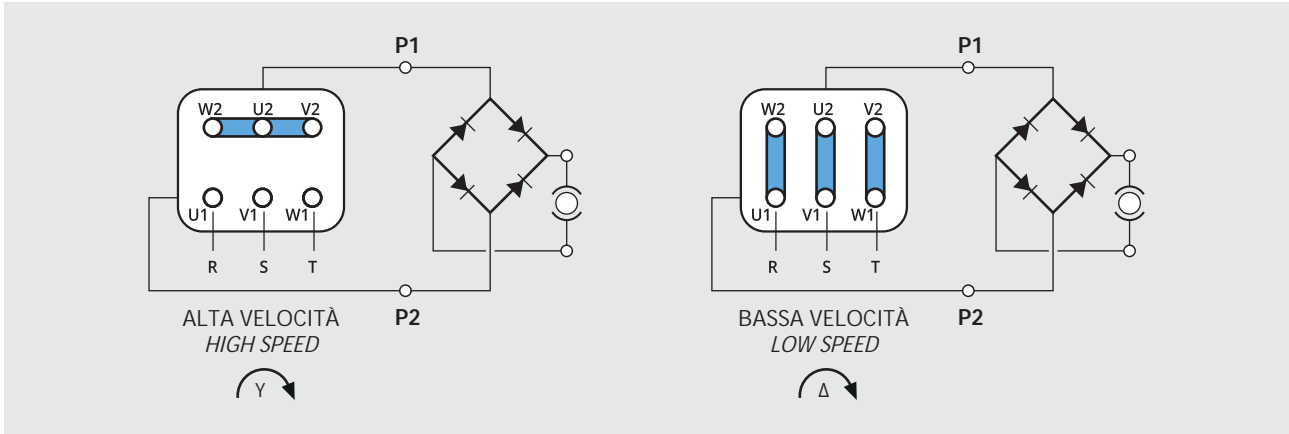 P1
W2 U2 V2
U1 V1 W1
R S T
P2
ALTA VELOCITÀ
HIGH SPEED
Y
P1
W2 U2 V2
U1 V1 W1
R S T
P2
BASSA VELOCITÀ
LOW SPEED
Δ